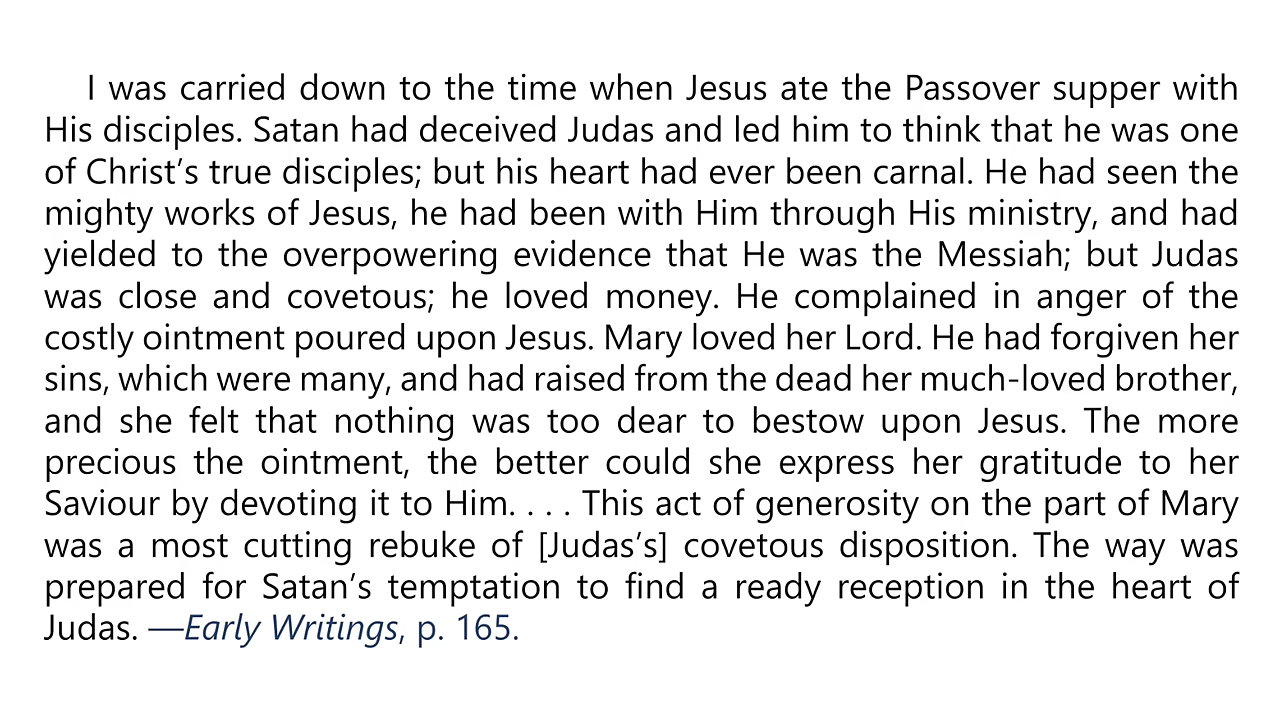 I was carried down to the time when Jesus ate the Passover supper with
His disciples. Satan had deceived Judas and led him to think that he was one
of Christ’s true disciples; but his heart had ever been carnal. He had seen the
mighty works of Jesus, he had been with Him through His ministry, and had
yielded to the overpowering evidence that He was the Messiah; but Judas
was close and covetous; he loved money. He complained in anger of the
costly ointment poured upon Jesus. Mary loved her Lord. He had forgiven her
sins, which were many, and had raised from the dead her much-loved brother,
and she felt that nothing was too dear to bestow upon Jesus. The more
precious the ointment, the better could she express her gratitude to her
Saviour by devoting it to Him. . . . This act of generosity on the part of Mary
was a most cutting rebuke of [Judas’s] covetous disposition. The way was
prepared for Satan’s temptation to find a ready reception in the heart of
Judas. —Early Writings, p. 165.